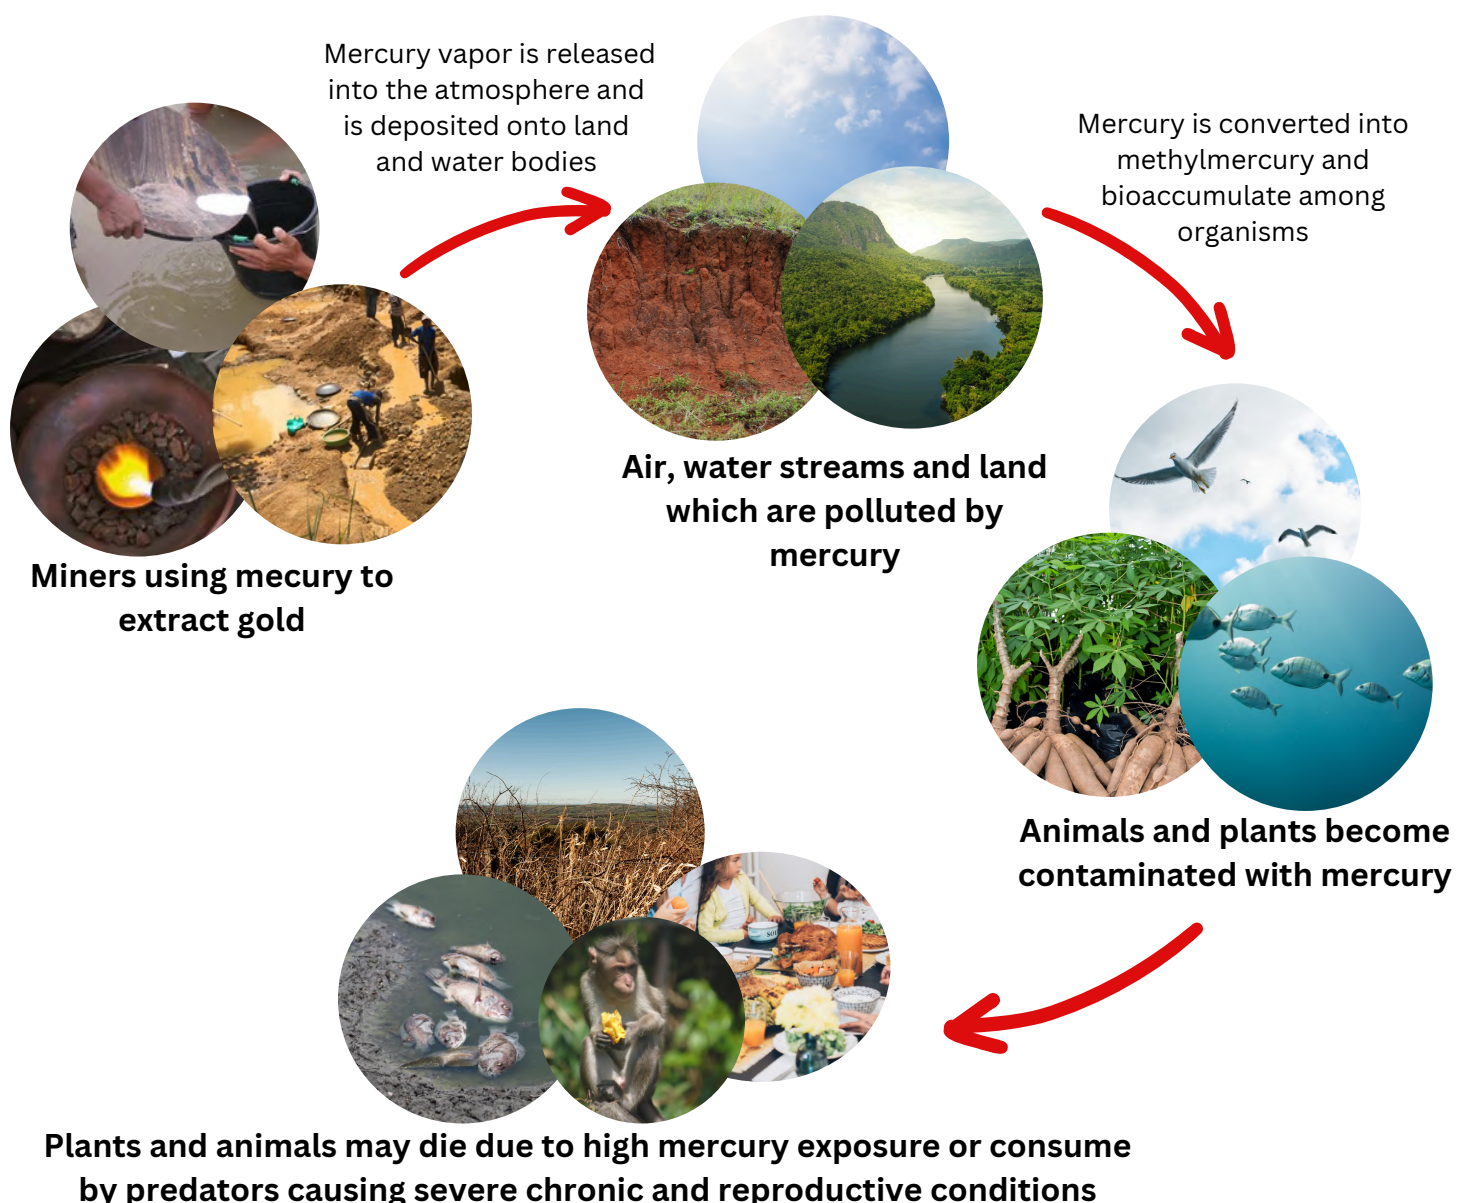 Mercury vapor is released
into the atmosphere and
is deposited onto land
and water bodies
Mercury is converted into
methylmercury and
bioaccumulate among
organisms
Miners using mecury to
extract gold
Air, water streams and land
which are polluted by
mercury
Animals and plants become
contaminated with mercury
Plants and animals may die due to high mercury exposure or consume
by predators causing severe chronic and reproductive conditions